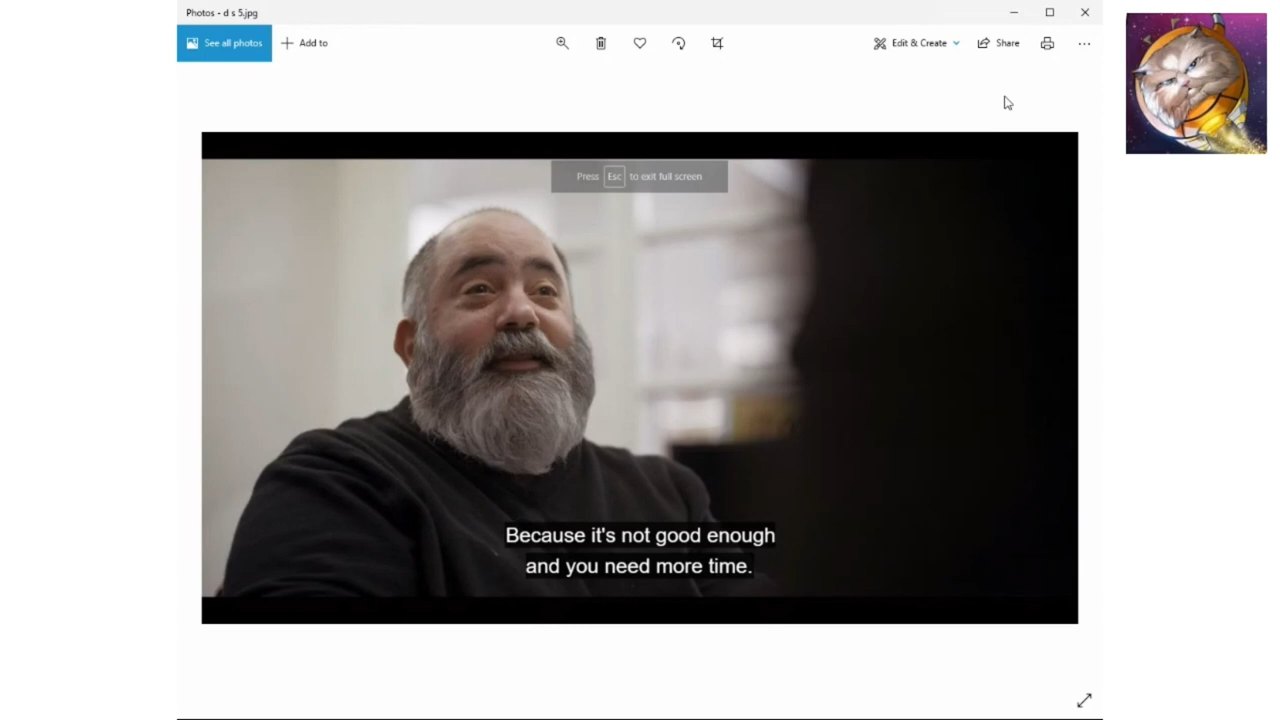 Photos - d s 5.jpg
See all photos
Add to
Edit & Create
Share
Press Esc to exit full screen
Because it's not good enough
and you need more time.